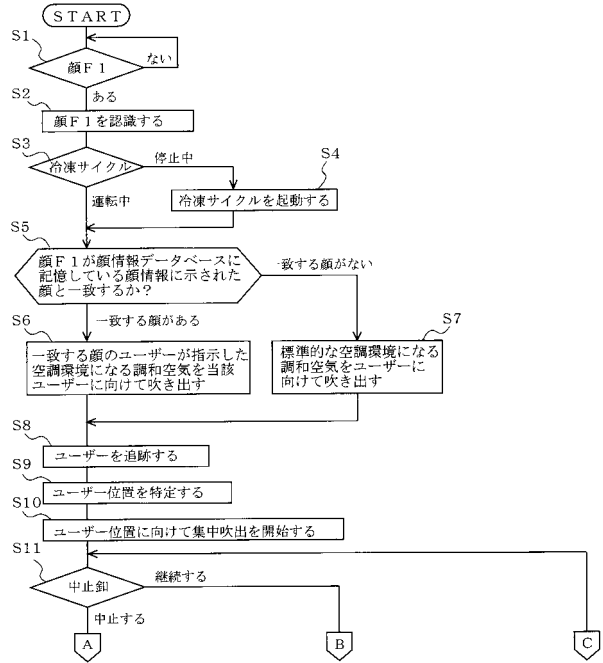 START
S1
顔F1
ない
ある
S2
顔F1を認識する
S3
冷凍サイクル
停止中
S4
冷凍サイクルを起動する
運転中
S5
顔F1が顔情報データベースに
記憶している顔情報に示された
顔と一致するか?
一致する顔がない
一致する顔がある
S6
一致する顔のユーザーが指示した
空調環境になる調和空気を当該
ユーザーに向けて吹き出す
S7
標準的な空調環境になる
調和空気をユーザーに
向けて吹き出す
S8
ユーザーを追跡する
S9
ユーザー位置を特定する
S10
ユーザー位置に向けて集中吹出を開始する
S11
中止釦
継続する
中止する
A
B
C